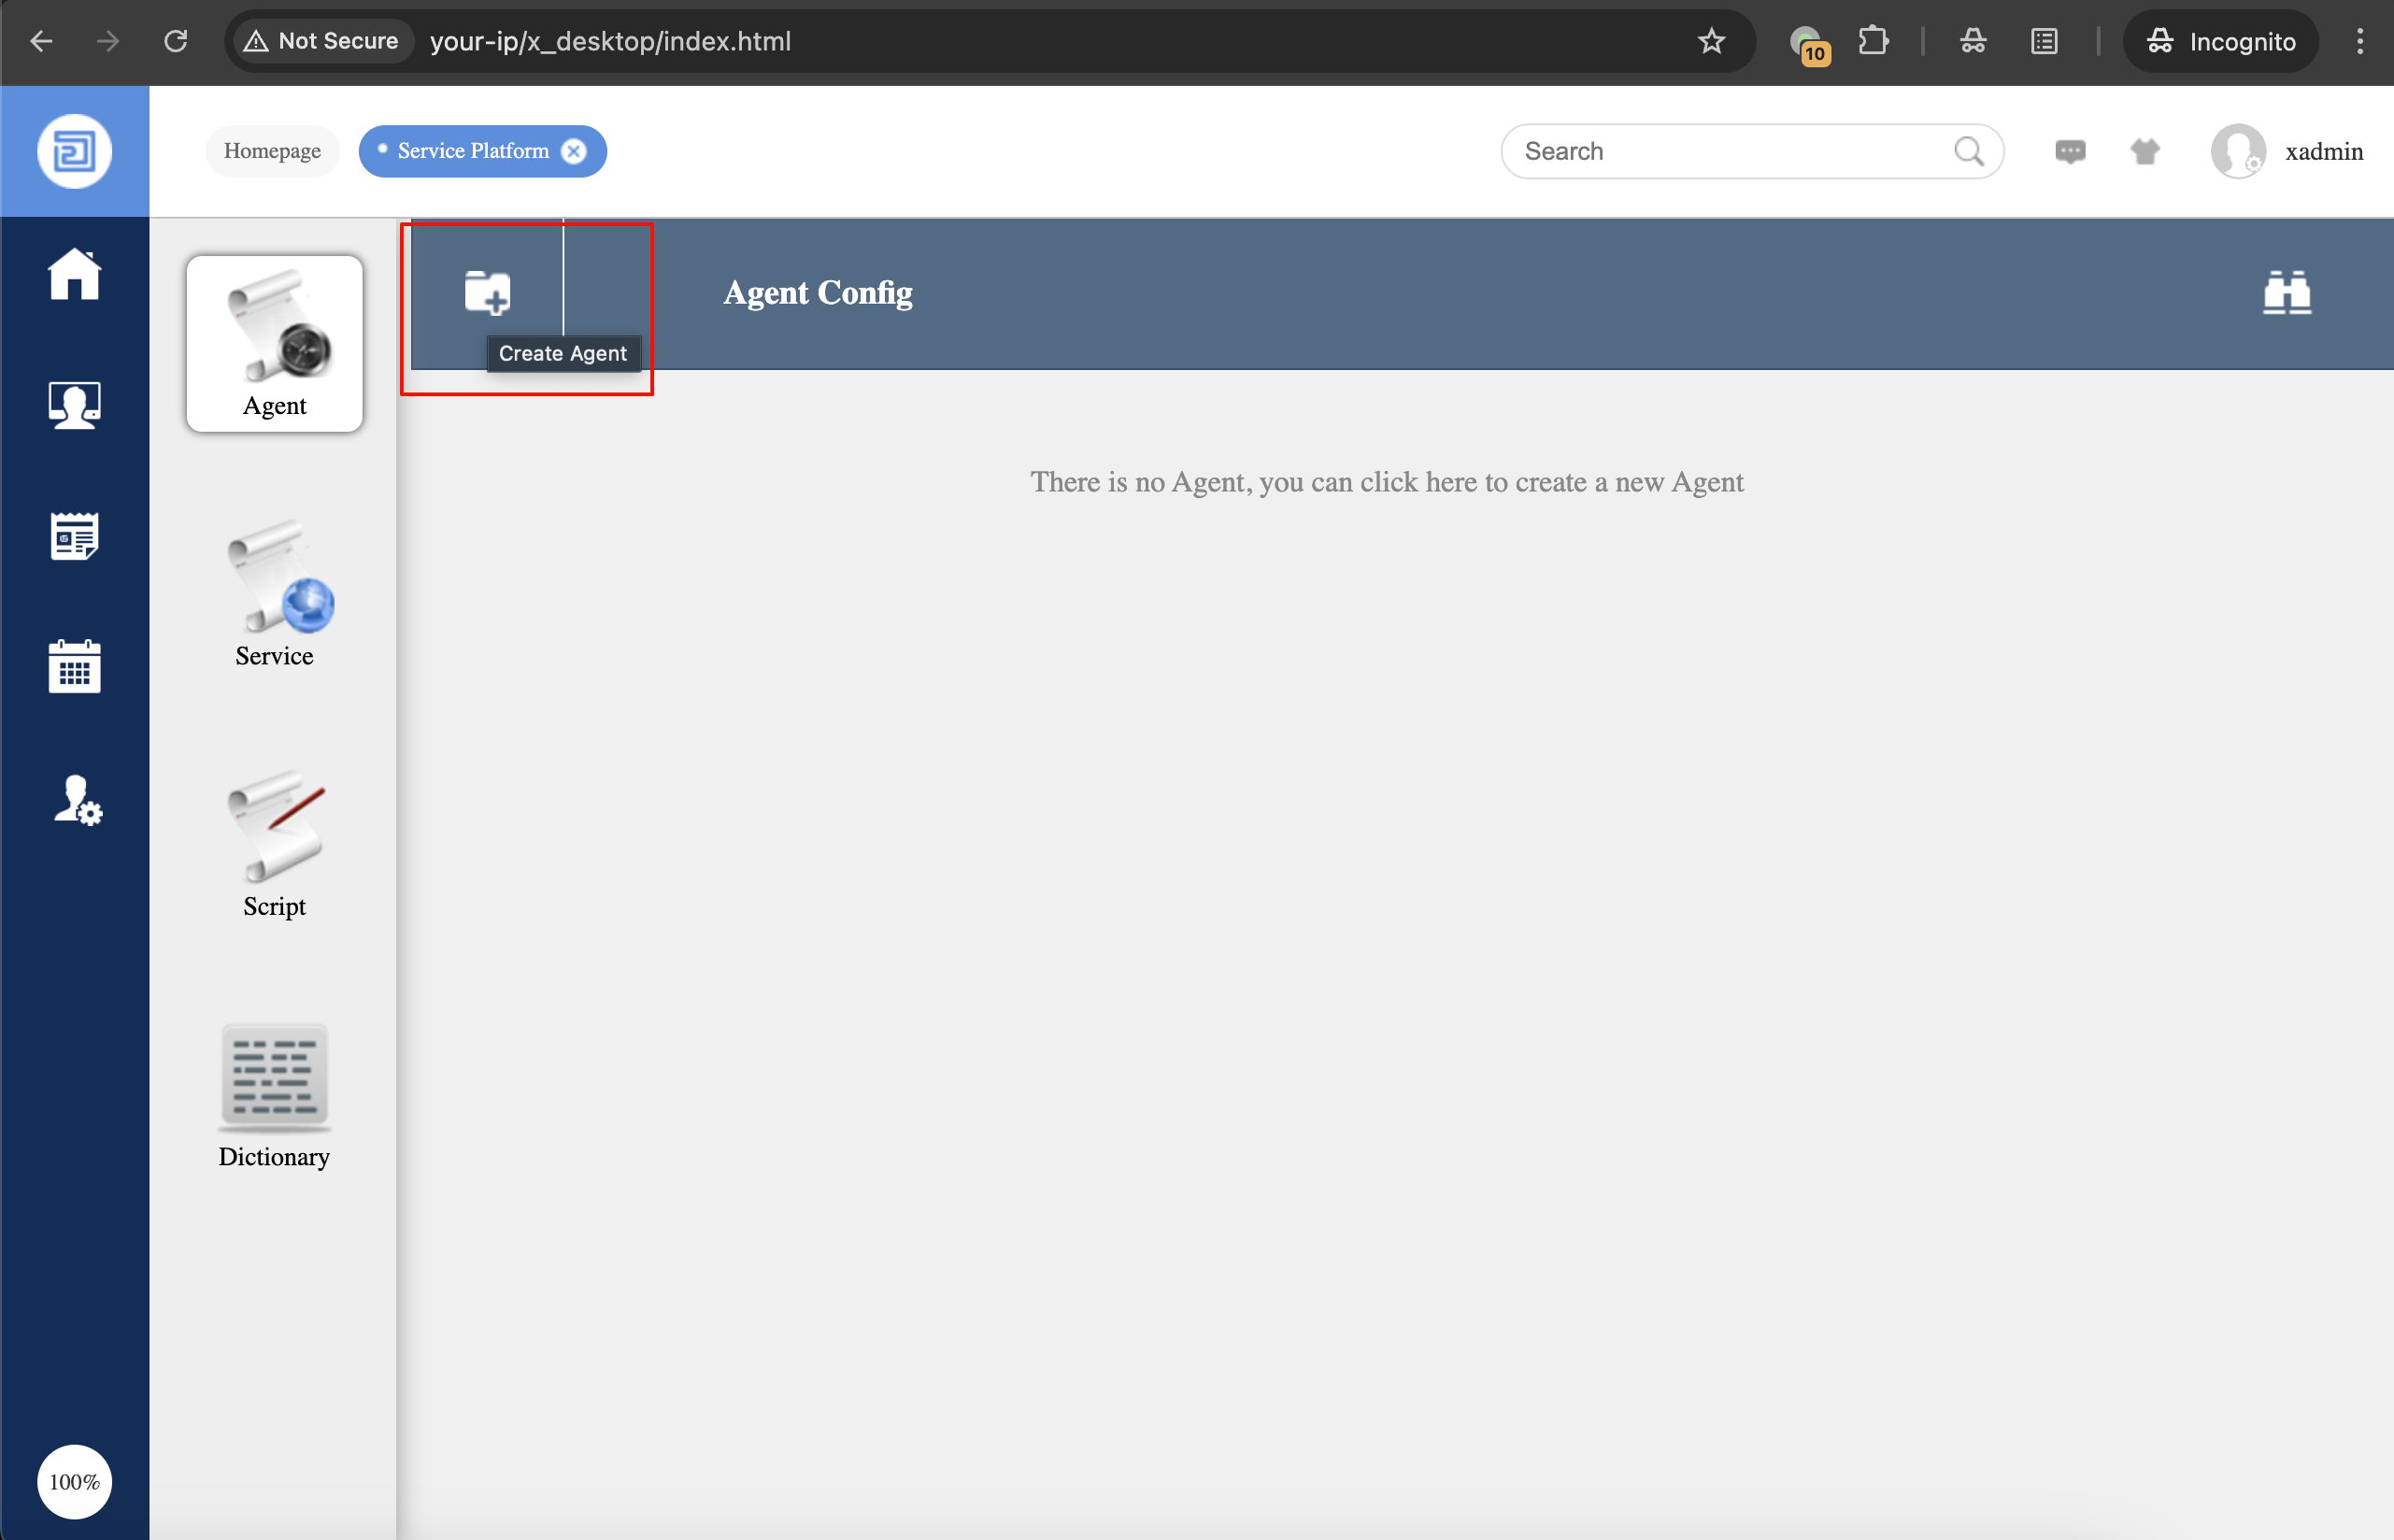 Not Secure
your-ip/x_desktop/index.html
10
Incognito
Homepage
Service Platform
Search
xadmin
Agent Config
Create Agent
Agent
There is no Agent, you can click here to create a new Agent
Service
Script
Dictionary
100%